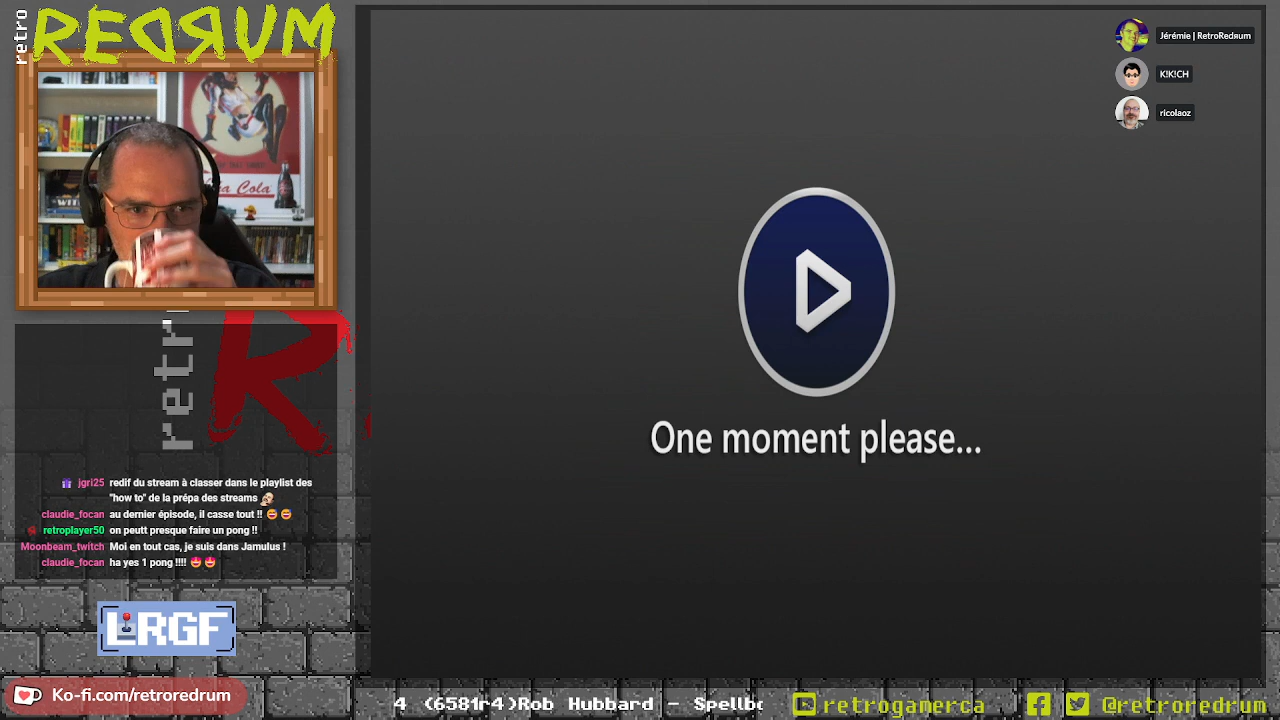 retro
REDRUM
Jérémie | RetroRedяum
K!K!CH
ricolaoz
Cola
One moment please...
retr
R
jgri25 redif du stream à classer dans le playlist des
"how to" de la prépa des streams
claudie_focan au dernier épisode, il casse tout !! 😅 😅
retroplayer50 on peutt presque faire un pong !!
Moonbeam_twitch Moi en tout cas, je suis dans Jamulus !
claudie_focan ha yes 1 pong !!!! 🤩 🤩
LRGF
Ko-fi.com/retroredrum
4 (6581r4)Rob Hubbard - Spellbo
retrogamerca
@retroredrum